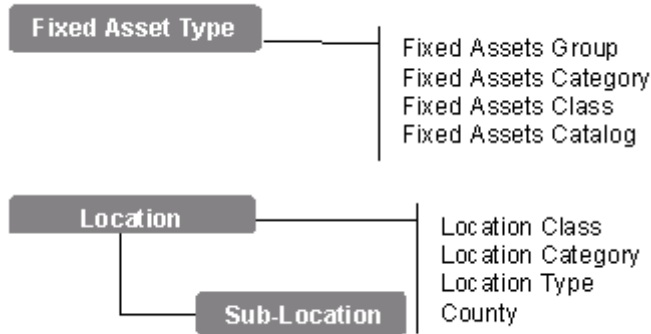 Fixed Asset Type
Fixed Assets Group
Fixed Assets Category
Fixed Assets Class
Fixed Assets Catalog
Location
Location Class
Location Category
Location Type
Sub-Location
County